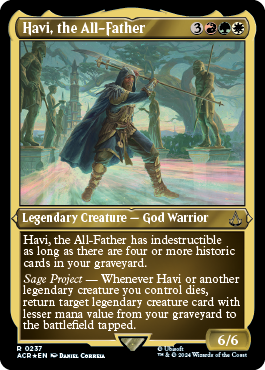 Havi, the All-Father 3
Legendary Creature — God Warrior
Havi, the All-Father has indestructible
as long as there are four or more historic
cards in your graveyard.
Sage Project — Whenever Havi or another
legendary creature you control dies,
return target legendary creature card with
lesser mana value from your graveyard to
the battlefield tapped.
6/6
R 0237
ACR★EN DANIEL CORREIA
© Ubisoft
™ & © 2024 Wizards of the Coast